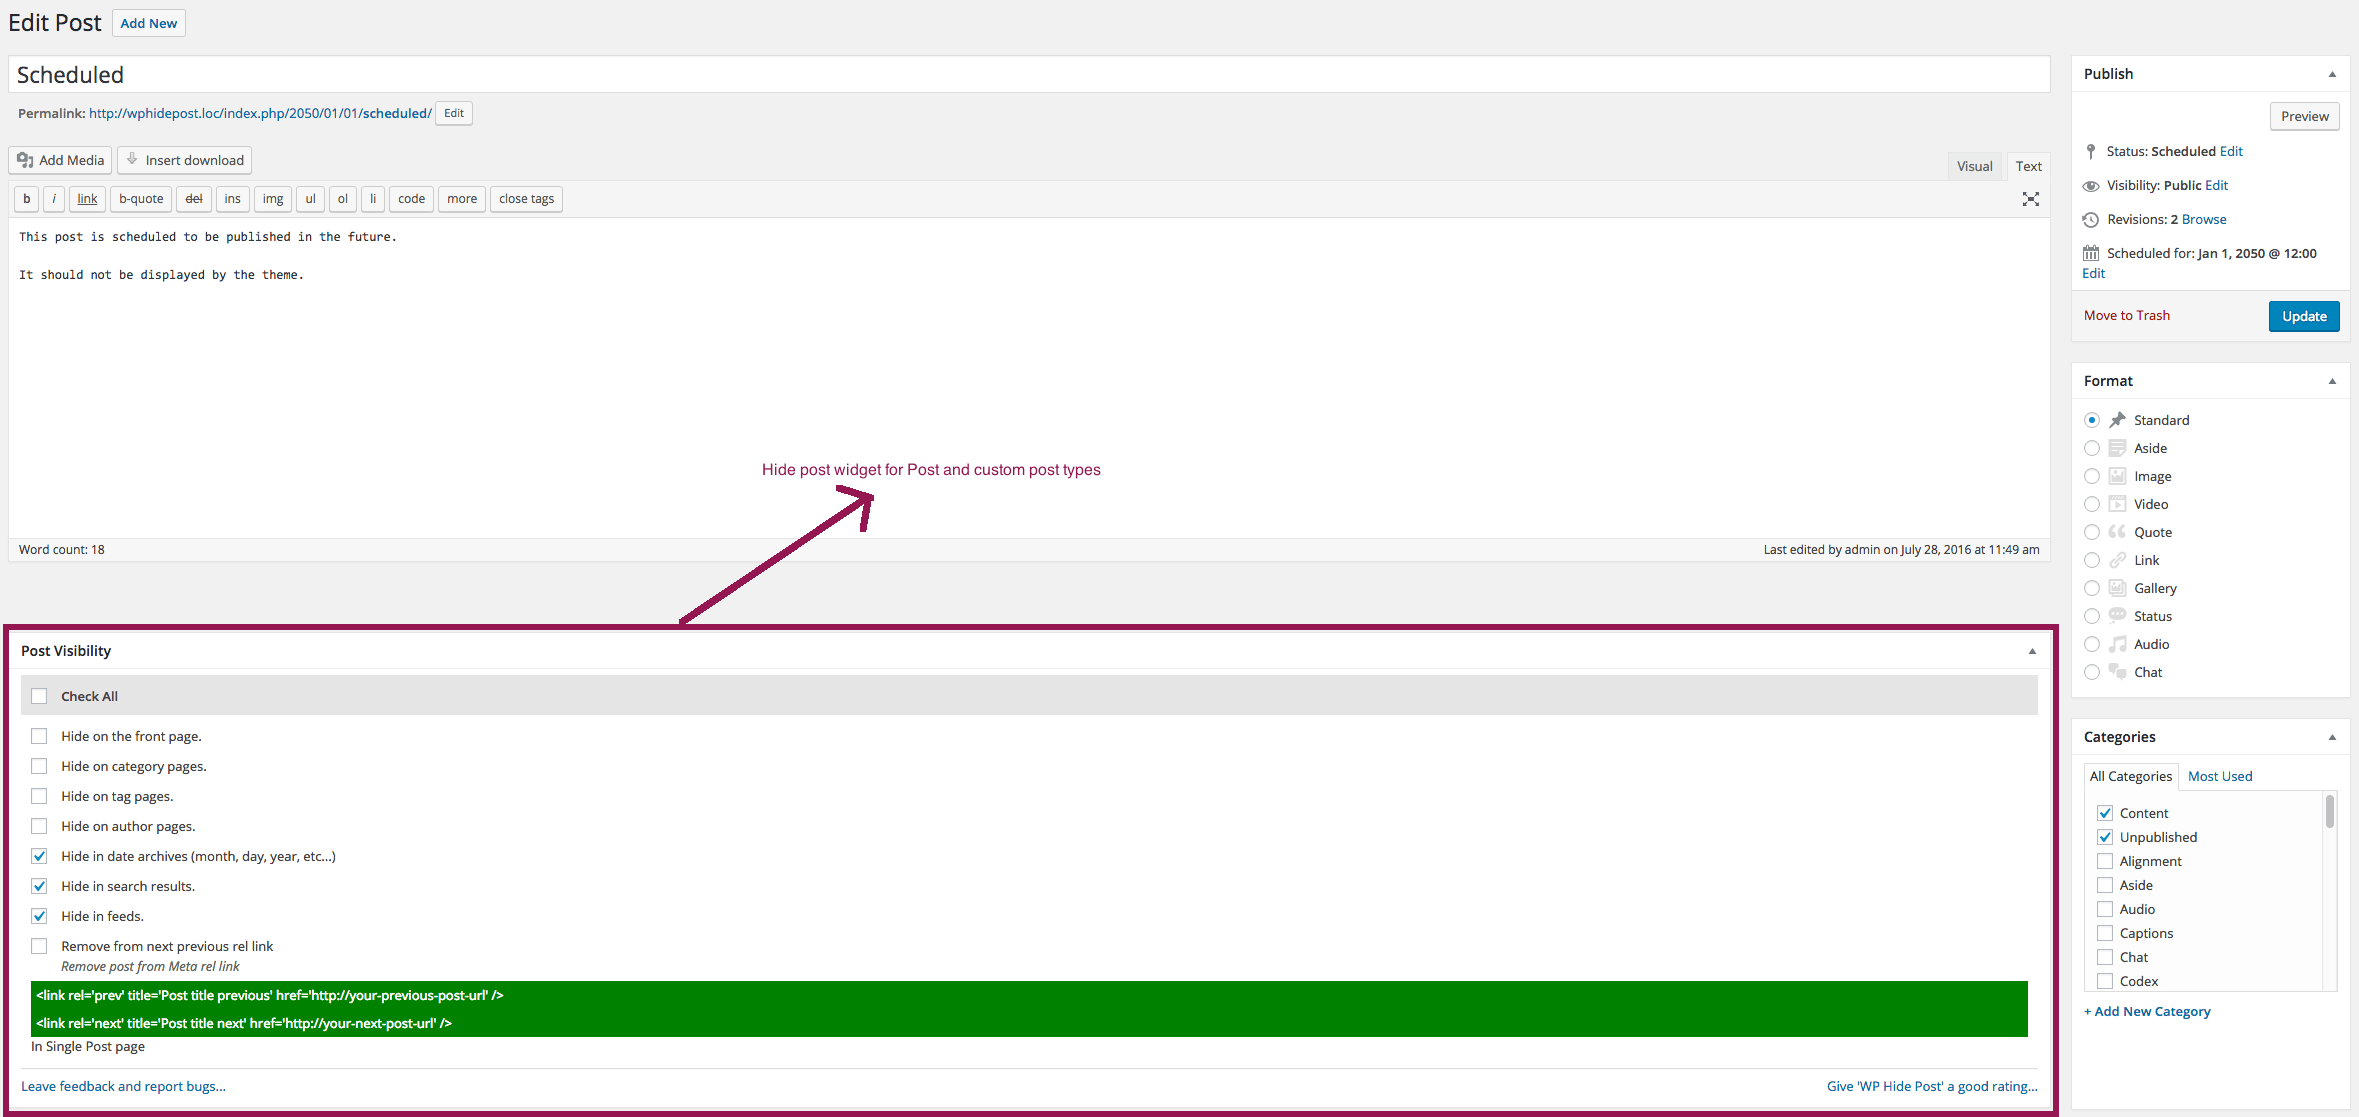 Edit Post Add New
Scheduled
Permalink: http://wphidepost.loc/index.php/2050/01/01/scheduled/ Edit
Add Media Insert download
Visual Text
b i link b-quote del ins img ul ol li code more close tags
This post is scheduled to be published in the future.
It should not be displayed by the theme.
Hide post widget for Post and custom post types
Word count: 18
Last edited by admin on July 28, 2016 at 11:49 am
Post Visibility
Check All
Hide on the front page.
Hide on category pages.
Hide on tag pages.
Hide on author pages.
Hide in date archives (month, day, year, etc...)
Hide in search results.
Hide in feeds.
Remove from next previous rel link
Remove post from Meta rel link
<link rel='prev' title='Post title previous' href='http://your-previous-post-url' />
<link rel='next' title='Post title next' href='http://your-next-post-url' />
In Single Post page
Leave feedback and report bugs...
Give 'WP Hide Post' a good rating...
Publish
Preview
Status: Scheduled Edit
Visibility: Public Edit
Revisions: 2 Browse
Scheduled for: Jan 1, 2050 @ 12:00
Edit
Move to Trash
Update
Format
Standard
Aside
Image
Video
Quote
Link
Gallery
Status
Audio
Chat
Categories
All Categories Most Used
Content
Unpublished
Alignment
Aside
Audio
Captions
Chat
Codex
+ Add New Category